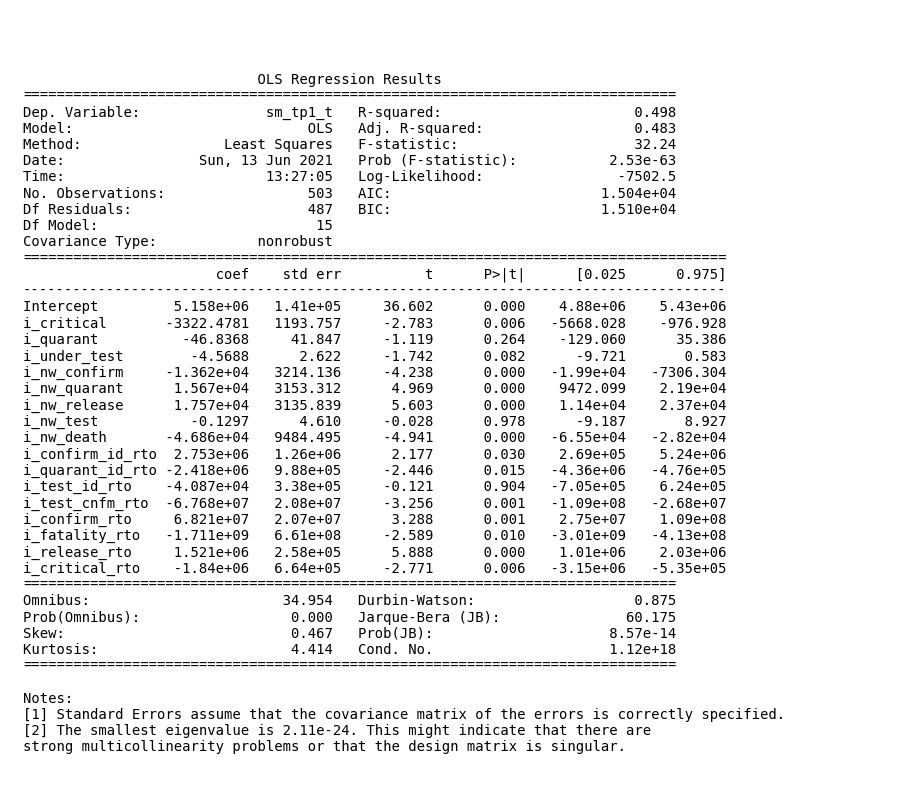 OLS Regression Results
==============================================================================
Dep. Variable: sm_tp1_t R-squared: 0.498
Model: OLS Adj. R-squared: 0.483
Method: Least Squares F-statistic: 32.24
Date: Sun, 13 Jun 2021 Prob (F-statistic): 2.53e-63
Time: 13:27:05 Log-Likelihood: -7502.5
No. Observations: 503 AIC: 1.504e+04
Df Residuals: 487 BIC: 1.510e+04
Df Model: 15
Covariance Type: nonrobust
====================================================================================
coef std err t P>|t| [0.025 0.975]
------------------------------------------------------------------------------------
Intercept 5.158e+06 1.41e+05 36.602 0.000 4.88e+06 5.43e+06
i_critical -3322.4781 1193.757 -2.783 0.006 -5668.028 -976.928
i_quarant -46.8368 41.847 -1.119 0.264 -129.060 35.386
i_under_test -4.5688 2.622 -1.742 0.082 -9.721 0.583
i_nw_confirm -1.362e+04 3214.136 -4.238 0.000 -1.99e+04 -7306.304
i_nw_quarant 1.567e+04 3153.312 4.969 0.000 9472.099 2.19e+04
i_nw_release 1.757e+04 3135.839 5.603 0.000 1.14e+04 2.37e+04
i_nw_test -0.1297 4.610 -0.028 0.978 -9.187 8.927
i_nw_death -4.686e+04 9484.495 -4.941 0.000 -6.55e+04 -2.82e+04
i_confirm_id_rto 2.753e+06 1.26e+06 2.177 0.030 2.69e+05 5.24e+06
i_quarant_id_rto -2.418e+06 9.88e+05 -2.446 0.015 -4.36e+06 -4.76e+05
i_test_id_rto -4.087e+04 3.38e+05 -0.121 0.904 -7.05e+05 6.24e+05
i_test_cnfm_rto -6.768e+07 2.08e+07 -3.256 0.001 -1.09e+08 -2.68e+07
i_confirm_rto 6.821e+07 2.07e+07 3.288 0.001 2.75e+07 1.09e+08
i_fatality_rto -1.711e+09 6.61e+08 -2.589 0.010 -3.01e+09 -4.13e+08
i_release_rto 1.521e+06 2.58e+05 5.888 0.000 1.01e+06 2.03e+06
i_critical_rto -1.84e+06 6.64e+05 -2.771 0.006 -3.15e+06 -5.35e+05
==============================================================================
Omnibus: 34.954 Durbin-Watson: 0.875
Prob(Omnibus): 0.000 Jarque-Bera (JB): 60.175
Skew: 0.467 Prob(JB): 8.57e-14
Kurtosis: 4.414 Cond. No. 1.12e+18
==============================================================================
Notes:
[1] Standard Errors assume that the covariance matrix of the errors is correctly specified.
[2] The smallest eigenvalue is 2.11e-24. This might indicate that there are
strong multicollinearity problems or that the design matrix is singular.